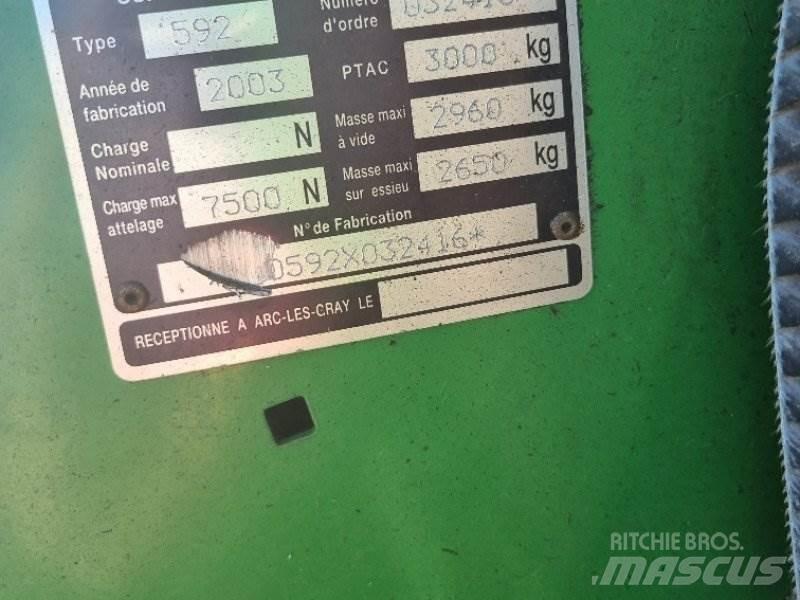 Type 592
Numéro d'ordre
Année de fabrication 2003
PTAC 3000 kg
Charge Nominale N
Masse maxi à vide 2960 kg
Charge max attelage 7500 N
Masse maxi sur essieu 2650 kg
N° de Fabrication
0592X032416*
RECEPTIONNE A ARC-LES-CRAY LE
RITCHIE BROS.
MASCUS